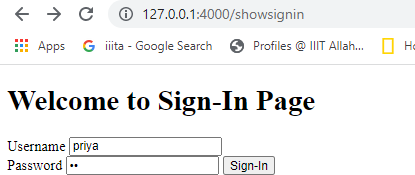 127.0.0.1:4000/showsignin
iiita - Google Search Profiles @ IIIT Allah... Ho
Welcome to Sign-In Page
Username priya
Password •• Sign-In